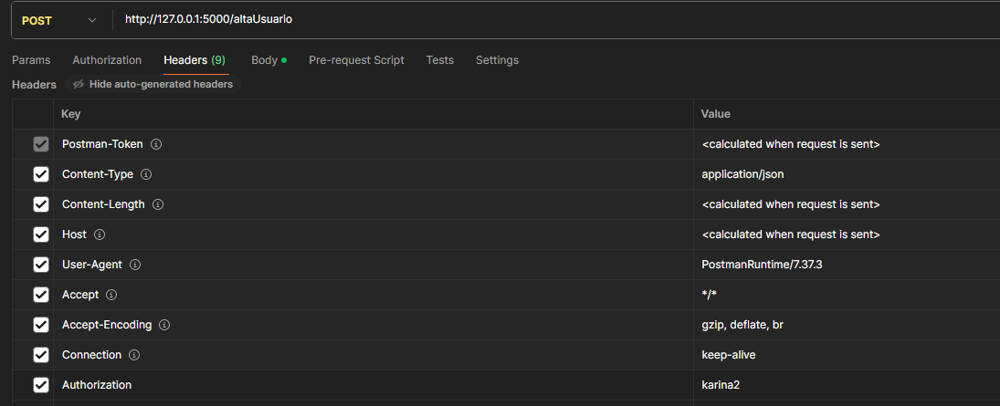 POST http://127.0.0.1:5000/altaUsuario
Params Authorization Headers (9) Body Pre-request Script Tests Settings
Headers Hide auto-generated headers
Key Value
Postman-Token <calculated when request is sent>
Content-Type application/json
Content-Length <calculated when request is sent>
Host <calculated when request is sent>
User-Agent PostmanRuntime/7.37.3
Accept */*
Accept-Encoding gzip, deflate, br
Connection keep-alive
Authorization karina2